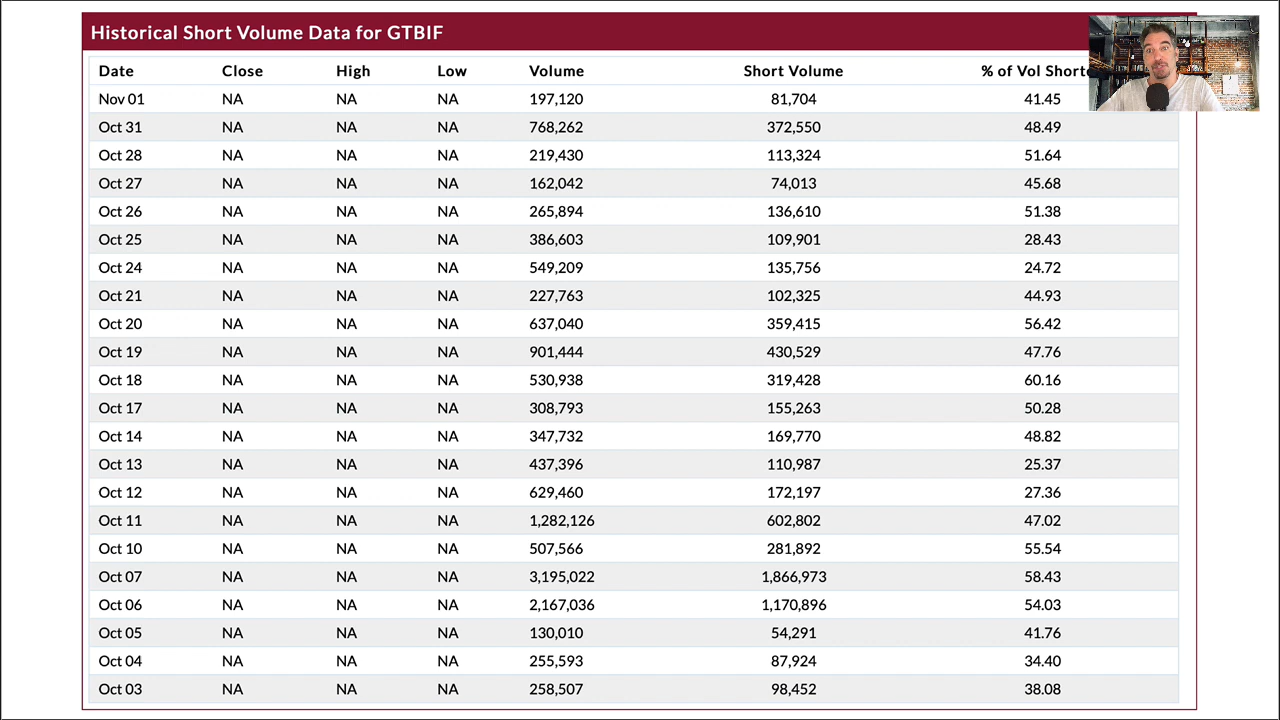 Historical Short Volume Data for GTBIF
Date Close High Low Volume Short Volume % of Vol Shorte
Nov 01 NA NA NA 197,120 81,704 41.45
Oct 31 NA NA NA 768,262 372,550 48.49
Oct 28 NA NA NA 219,430 113,324 51.64
Oct 27 NA NA NA 162,042 74,013 45.68
Oct 26 NA NA NA 265,894 136,610 51.38
Oct 25 NA NA NA 386,603 109,901 28.43
Oct 24 NA NA NA 549,209 135,756 24.72
Oct 21 NA NA NA 227,763 102,325 44.93
Oct 20 NA NA NA 637,040 359,415 56.42
Oct 19 NA NA NA 901,444 430,529 47.76
Oct 18 NA NA NA 530,938 319,428 60.16
Oct 17 NA NA NA 308,793 155,263 50.28
Oct 14 NA NA NA 347,732 169,770 48.82
Oct 13 NA NA NA 437,396 110,987 25.37
Oct 12 NA NA NA 629,460 172,197 27.36
Oct 11 NA NA NA 1,282,126 602,802 47.02
Oct 10 NA NA NA 507,566 281,892 55.54
Oct 07 NA NA NA 3,195,022 1,866,973 58.43
Oct 06 NA NA NA 2,167,036 1,170,896 54.03
Oct 05 NA NA NA 130,010 54,291 41.76
Oct 04 NA NA NA 255,593 87,924 34.40
Oct 03 NA NA NA 258,507 98,452 38.08